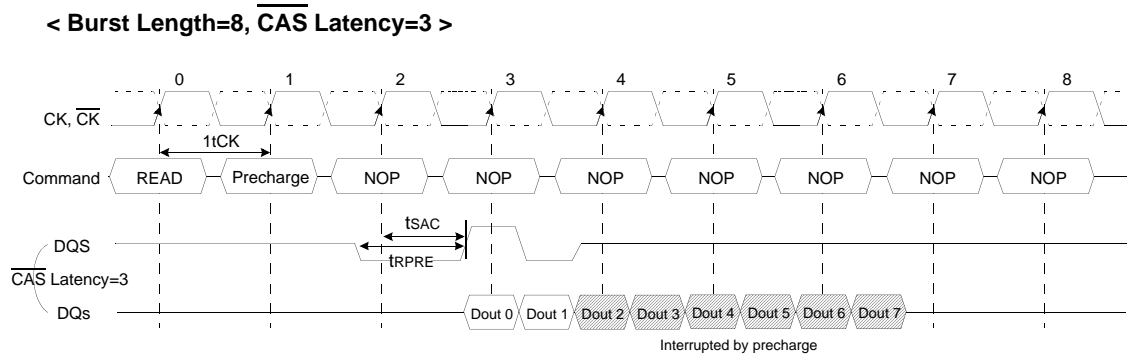 < Burst Length=8, CAS Latency=3 >
0 1 2 3 4 5 6 7 8
CK, CK
1tCK
Command READ Precharge NOP NOP NOP NOP NOP NOP NOP
tSAC
DQS
tRPRE
CAS Latency=3
DQs Dout 0 Dout 1 Dout 2 Dout 3 Dout 4 Dout 5 Dout 6 Dout 7
Interrupted by precharge